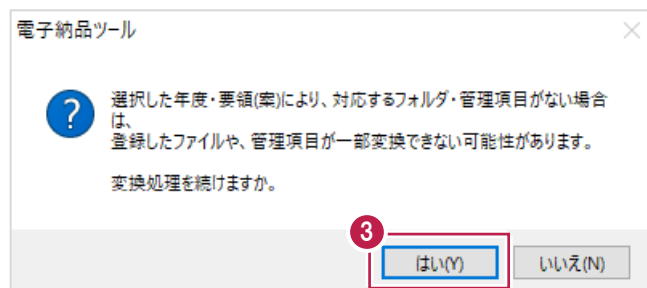 電子納品ツール
選択した年度・要領(案)により、対応するフォルダ・管理項目がない場合
は、
登録したファイルや、管理項目が一部変換できない可能性があります。
変換処理を続けますか。
3
はい(Y)
いいえ(N)